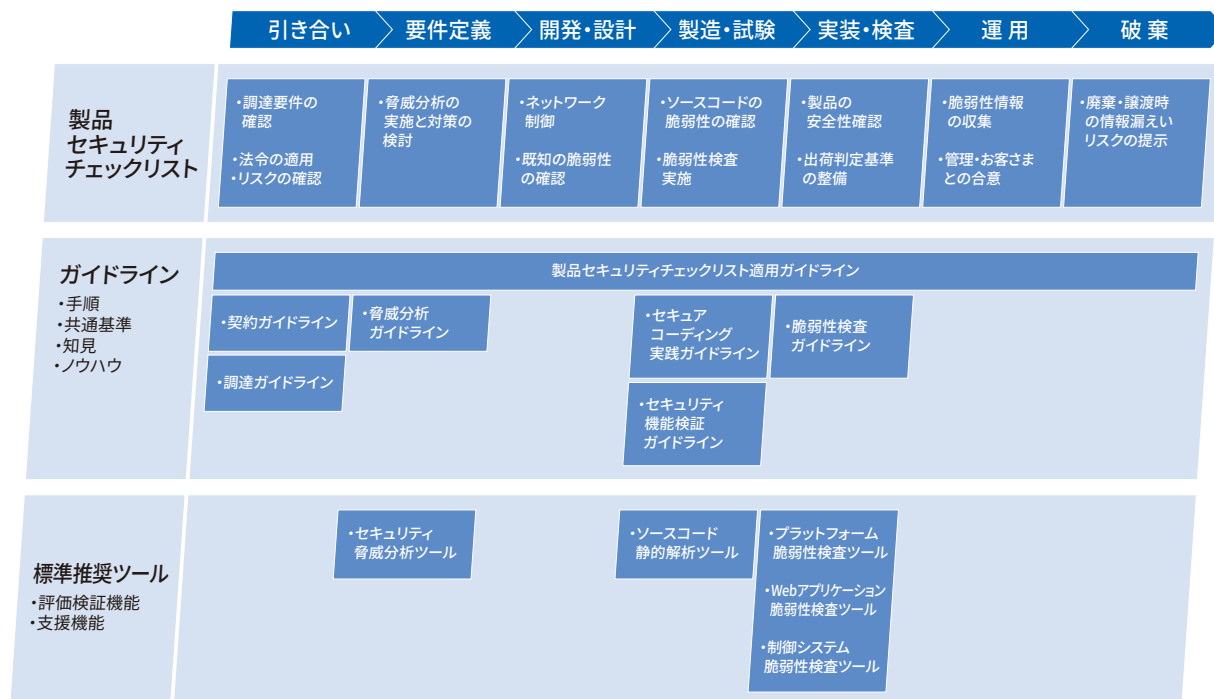 引き合い
要件定義
開発・設計
製造・試験
実装・検査
運 用
破 棄
製品
セキュリティ
チェックリスト
・調達要件の
確認
・法令の適用
・リスクの確認
・脅威分析の
実施と対策の
検討
・ネットワーク
制御
・既知の脆弱性
の確認
・ソースコードの
脆弱性の確認
・脆弱性検査
実施
・製品の
安全性確認
・出荷判定基準
の整備
・脆弱性情報
の収集
・管理・お客さま
との合意
・廃棄・譲渡時
の情報漏えい
リスクの提示
ガイドライン
・手順
・共通基準
・知見
・ノウハウ
製品セキュリティチェックリスト適用ガイドライン
・契約ガイドライン
・調達ガイドライン
・脅威分析
ガイドライン
・セキュア
コーディング
実践ガイドライン
・セキュリティ
機能検証
ガイドライン
・脆弱性検査
ガイドライン
標準推奨ツール
・評価検証機能
・支援機能
・セキュリティ
脅威分析ツール
・ソースコード
静的解析ツール
・プラットフォーム
脆弱性検査ツール
・Webアプリケーション
脆弱性検査ツール
・制御システム
脆弱性検査ツール